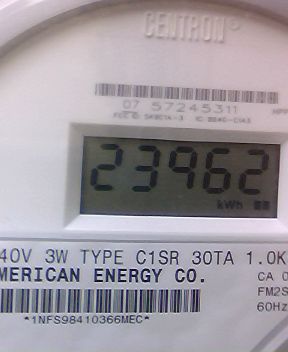 CENTRON®
07 57245311
23962
kWh
40V 3W TYPE C1SR 30TA 1.0K
MERICAN ENERGY CO.
CA 0
FM2S
60Hz
*1NFS98410366MEC*